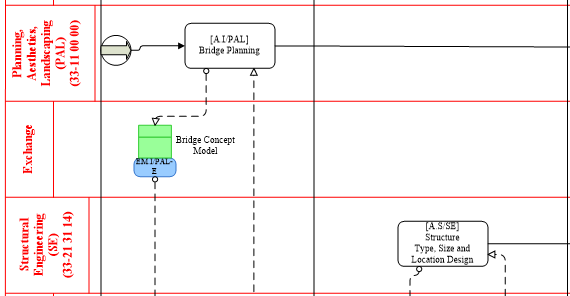 Planning,
Aesthetics,
Landscaping
(PAL)
(33-11 00 00)
[A.I/PAL]
Bridge Planning
Exchange
Bridge Concept
Model
EM I/PAL-
E
Structural
Engineering
(SE)
(33-21 31 14)
[A.S/SE]
Structure
Type, Size and
Location Design